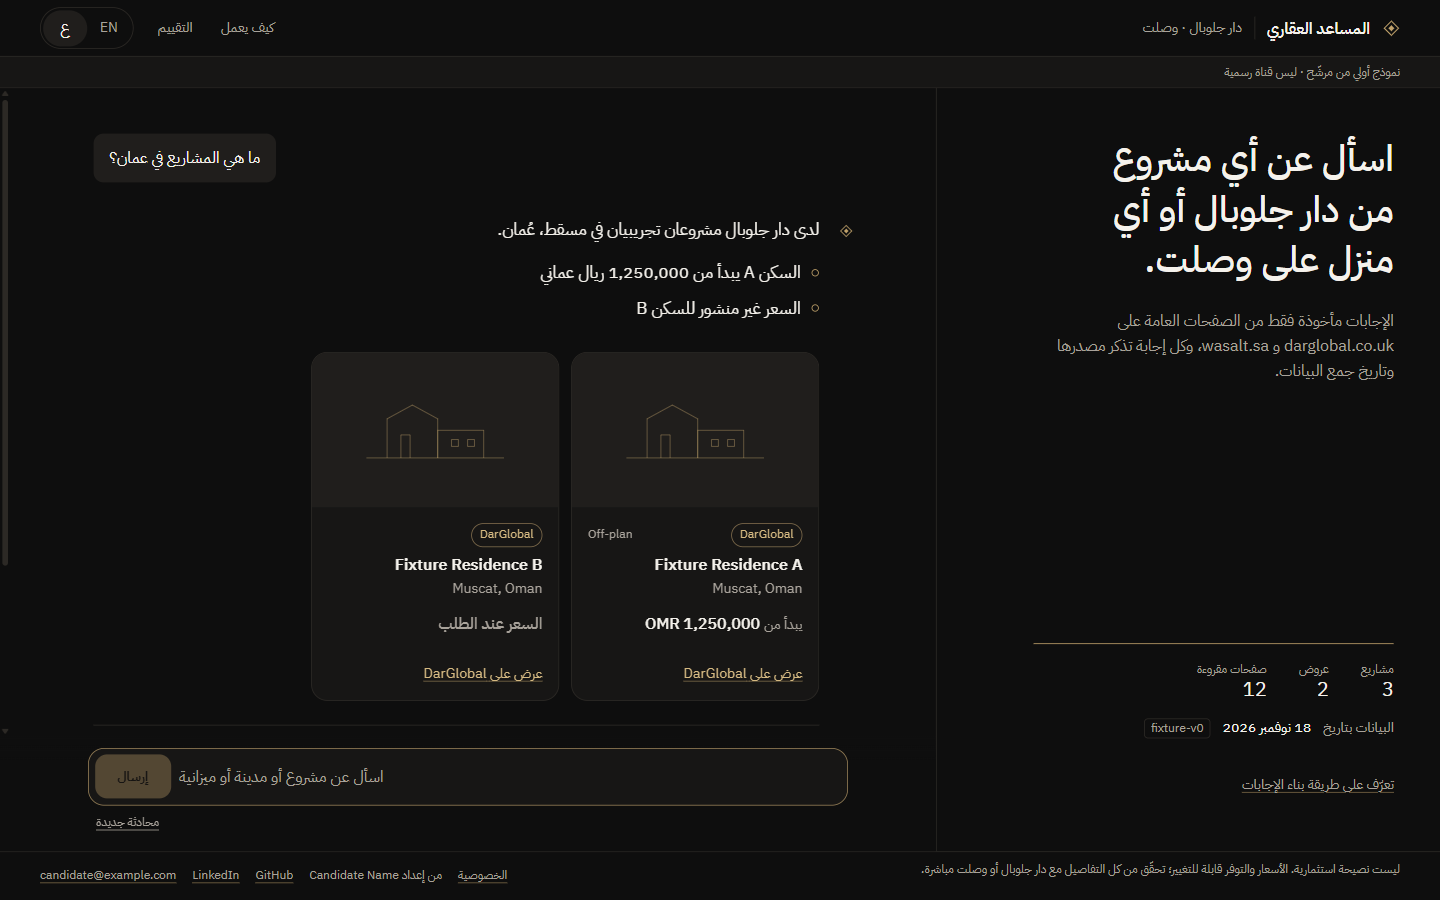 المساعد العقاري
دار جلوبال · وصلت
كيف يعمل
التقييم
EN
ع
نموذج أولي من مرشّح · ليس قناة رسمية
اسأل عن أي مشروع
من دار جلوبال أو أي
منزل على وصلت.
الإجابات مأخوذة فقط من الصفحات العامة على
darglobal.co.uk و wasalt.sa، وكل إجابة تذكر مصدرها
وتاريخ جمع البيانات.
مشاريع
3
عروض
2
صفحات مقروءة
12
البيانات بتاريخ 18 نوفمبر 2026 fixture-v0
تعرّف على طريقة بناء الإجابات
ما هي المشاريع في عمان؟
لدى دار جلوبال مشروعان تجريبيان في مسقط، عُمان.
السكن A يبدأ من 1,250,000 ريال عماني
السعر غير منشور للسكن B
DarGlobal
Off-plan
Fixture Residence A
Muscat, Oman
يبدأ من OMR 1,250,000
عرض على DarGlobal
DarGlobal
Fixture Residence B
Muscat, Oman
السعر عند الطلب
عرض على DarGlobal
اسأل عن مشروع أو مدينة أو ميزانية
إرسال
محادثة جديدة
ليست نصيحة استثمارية. الأسعار والتوفر قابلة للتغيير؛ تحقّق من كل التفاصيل مع دار جلوبال أو وصلت مباشرة.
الخصوصية
من إعداد Candidate Name
GitHub
LinkedIn
candidate@example.com